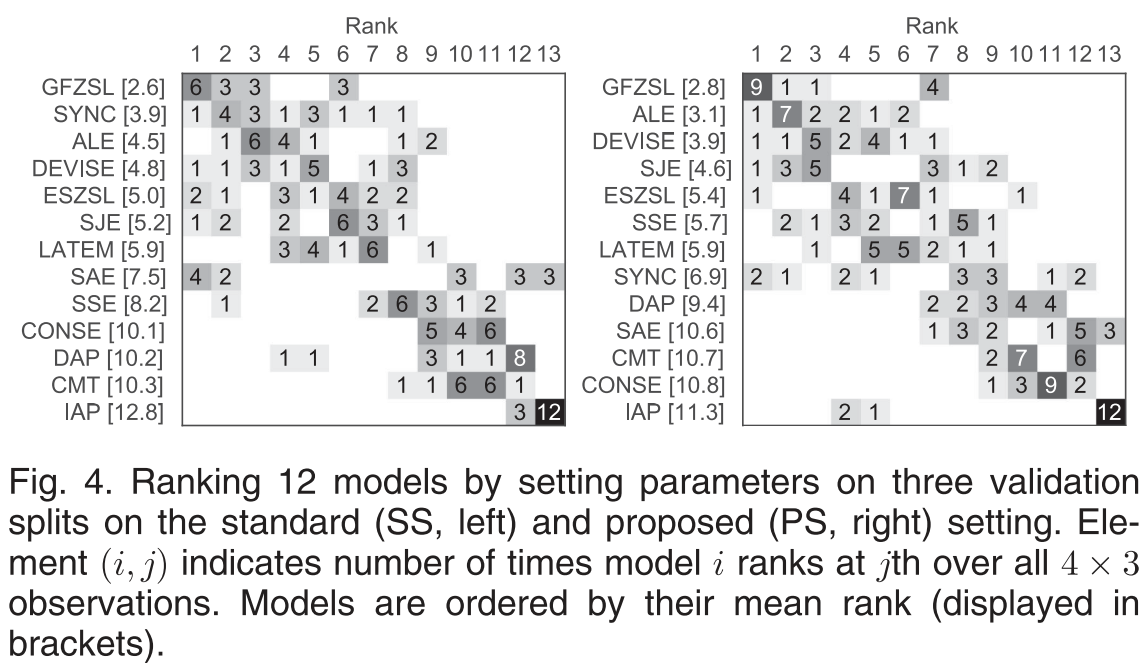 Rank
1 2 3 4 5 6 7 8 9 10 11 12 13
GFZSL [2.6] 6 3 3 3
SYNC [3.9] 1 4 3 1 3 1 1 1
ALE [4.5] 1 6 4 1 1 2
DEVISE [4.8] 1 1 3 1 5 1 3
ESZSL [5.0] 2 1 3 1 4 2 2
SJE [5.2] 1 2 2 6 3 1
LATEM [5.9] 3 4 1 6 1
SAE [7.5] 4 2 3 3 3
SSE [8.2] 1 2 6 3 1 2
CONSE [10.1] 5 4 6
DAP [10.2] 1 1 3 1 1 8
CMT [10.3] 1 1 6 6 1
IAP [12.8] 3 12
Rank
1 2 3 4 5 6 7 8 9 10 11 12 13
GFZSL [2.8] 9 1 1 4
ALE [3.1] 1 7 2 2 1 2
DEVISE [3.9] 1 1 5 2 4 1 1
SJE [4.6] 1 3 5 3 1 2
ESZSL [5.4] 1 4 1 7 1 1
SSE [5.7] 2 1 3 2 1 5 1
LATEM [5.9] 1 5 5 2 1 1
SYNC [6.9] 2 1 2 1 3 3 1 2
DAP [9.4] 2 2 3 4 4
SAE [10.6] 1 3 2 1 5 3
CMT [10.7] 2 7 6
CONSE [10.8] 1 3 9 2
IAP [11.3] 2 1 12
Fig. 4. Ranking 12 models by setting parameters on three validation
splits on the standard (SS, left) and proposed (PS, right) setting. Ele-
ment (i, j) indicates number of times model i ranks at jth over all 4 × 3
observations. Models are ordered by their mean rank (displayed in
brackets).